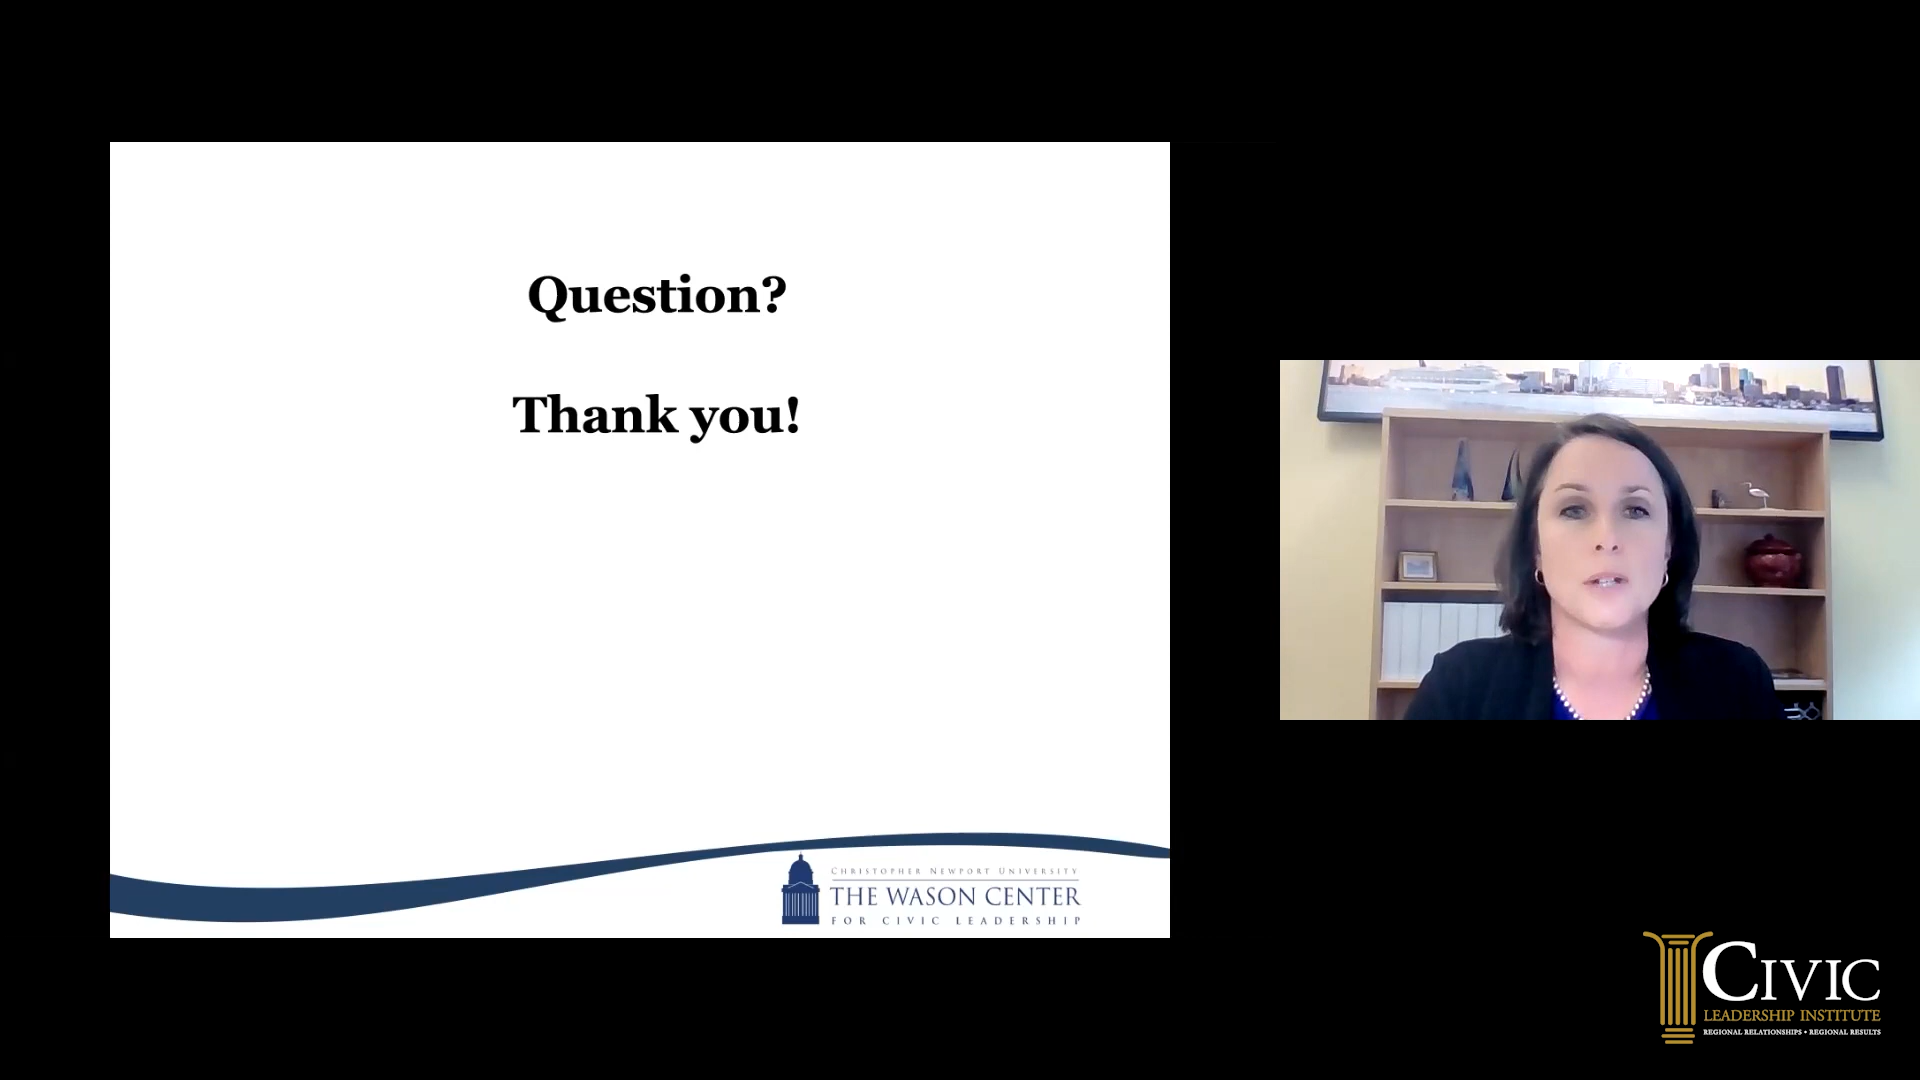 Question?
Thank you!
CHRISTOPHER NEWPORT UNIVERSITY
THE WASON CENTER
FOR CIVIC LEADERSHIP
CIVIC
LEADERSHIP INSTITUTE
REGIONAL RELATIONSHIPS • REGIONAL RESULTS